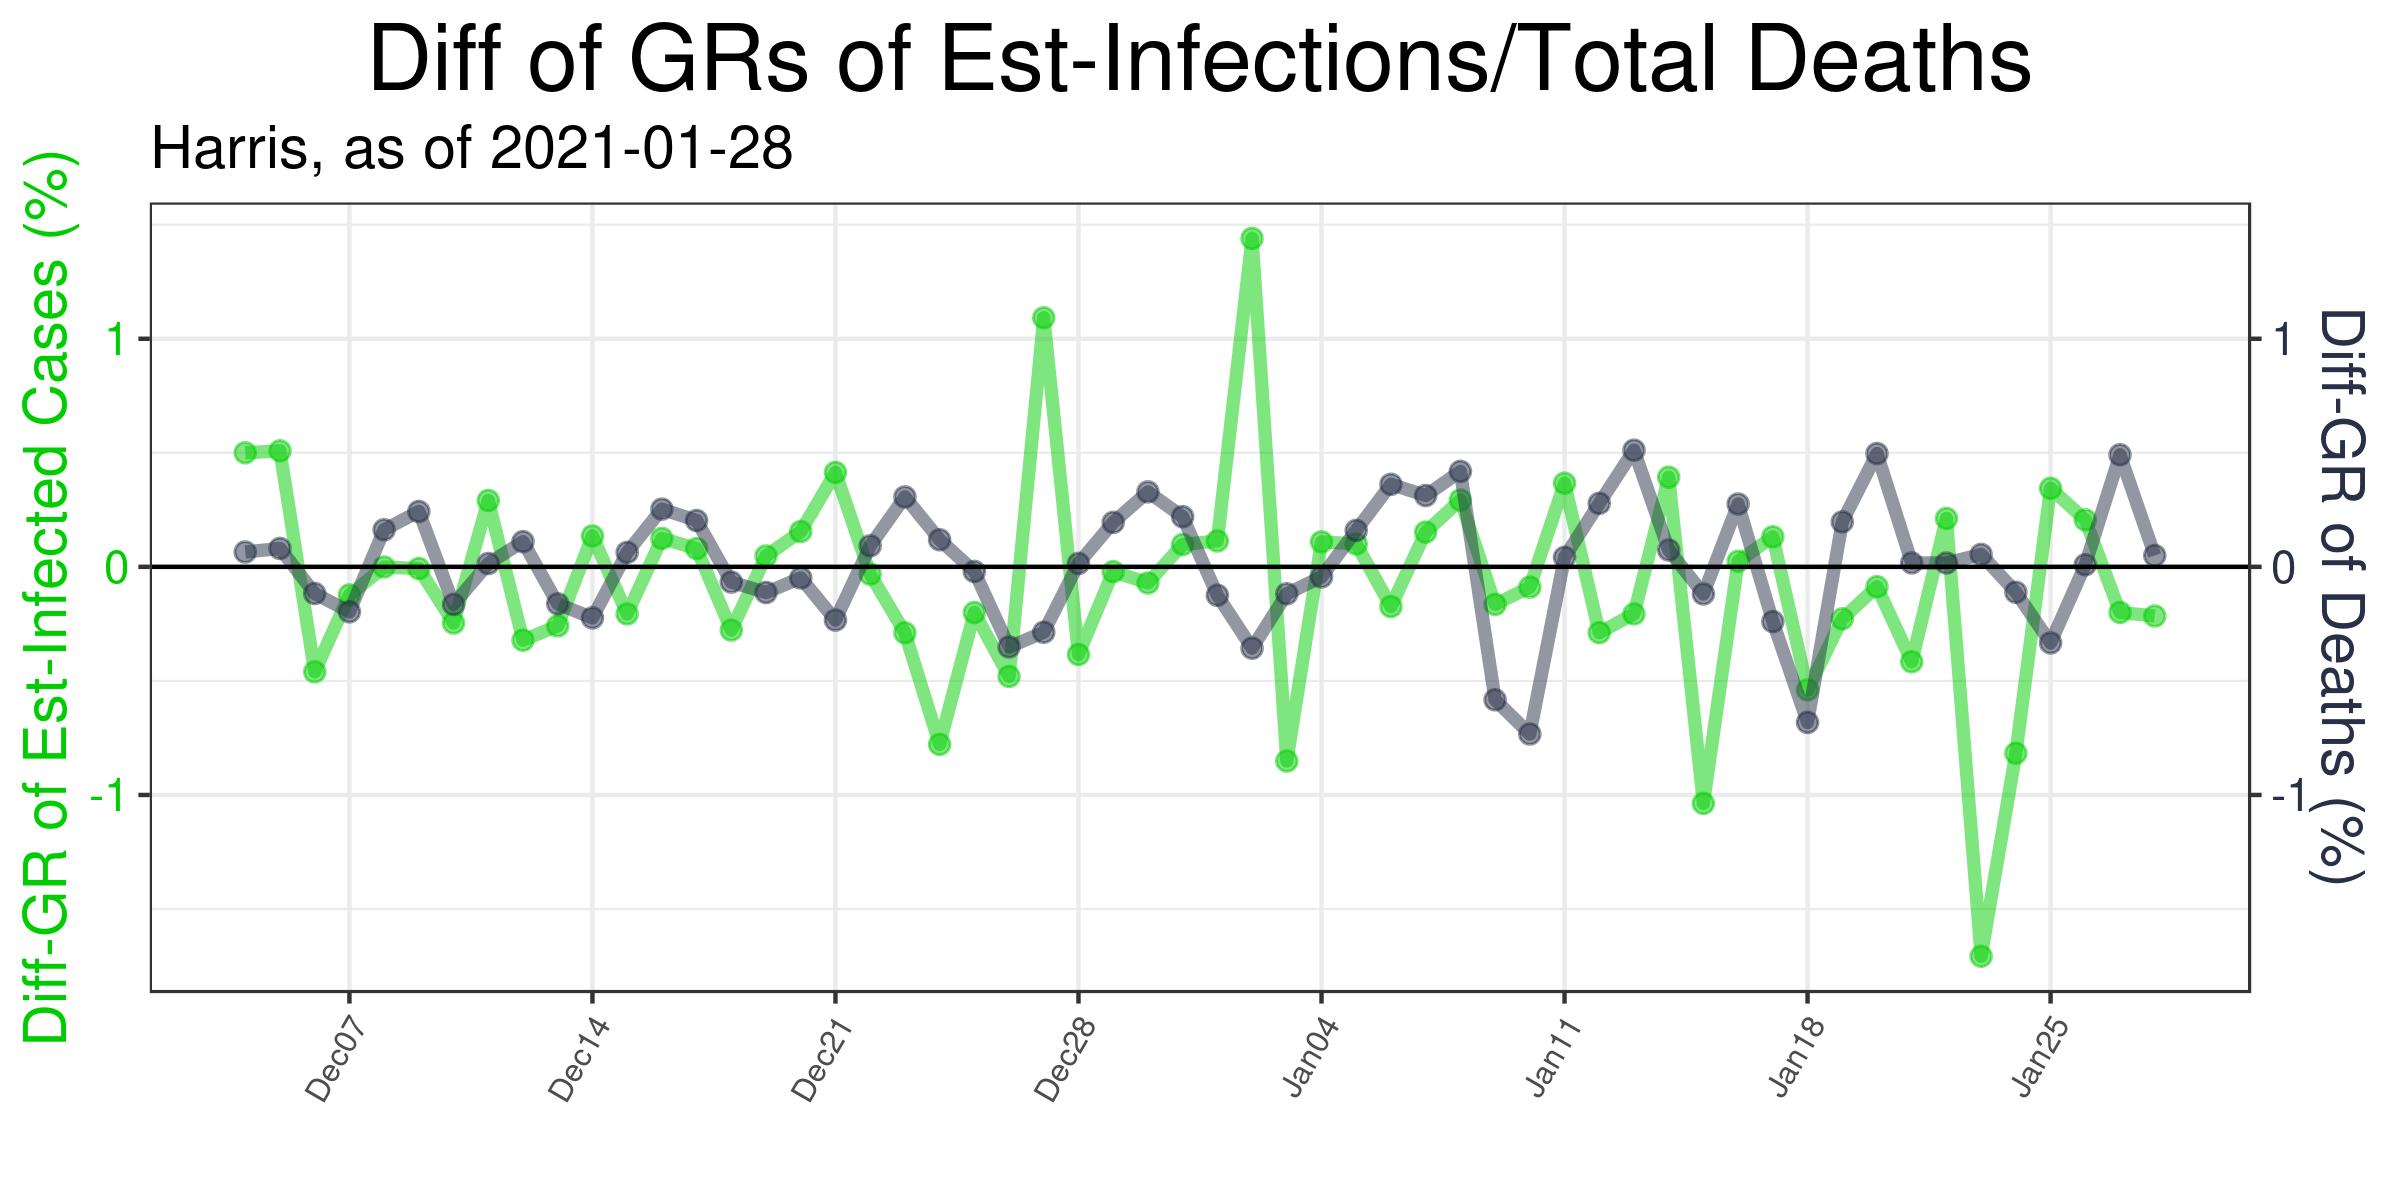 Diff of GRs of Est-Infections/Total Deaths
Harris, as of 2021-01-28
Diff-GR of Est-Infected Cases (%)
1
0
-1
1
0
-1
Diff-GR of Deaths (%)
Dec07
Dec14
Dec21
Dec28
Jan04
Jan11
Jan18
Jan25